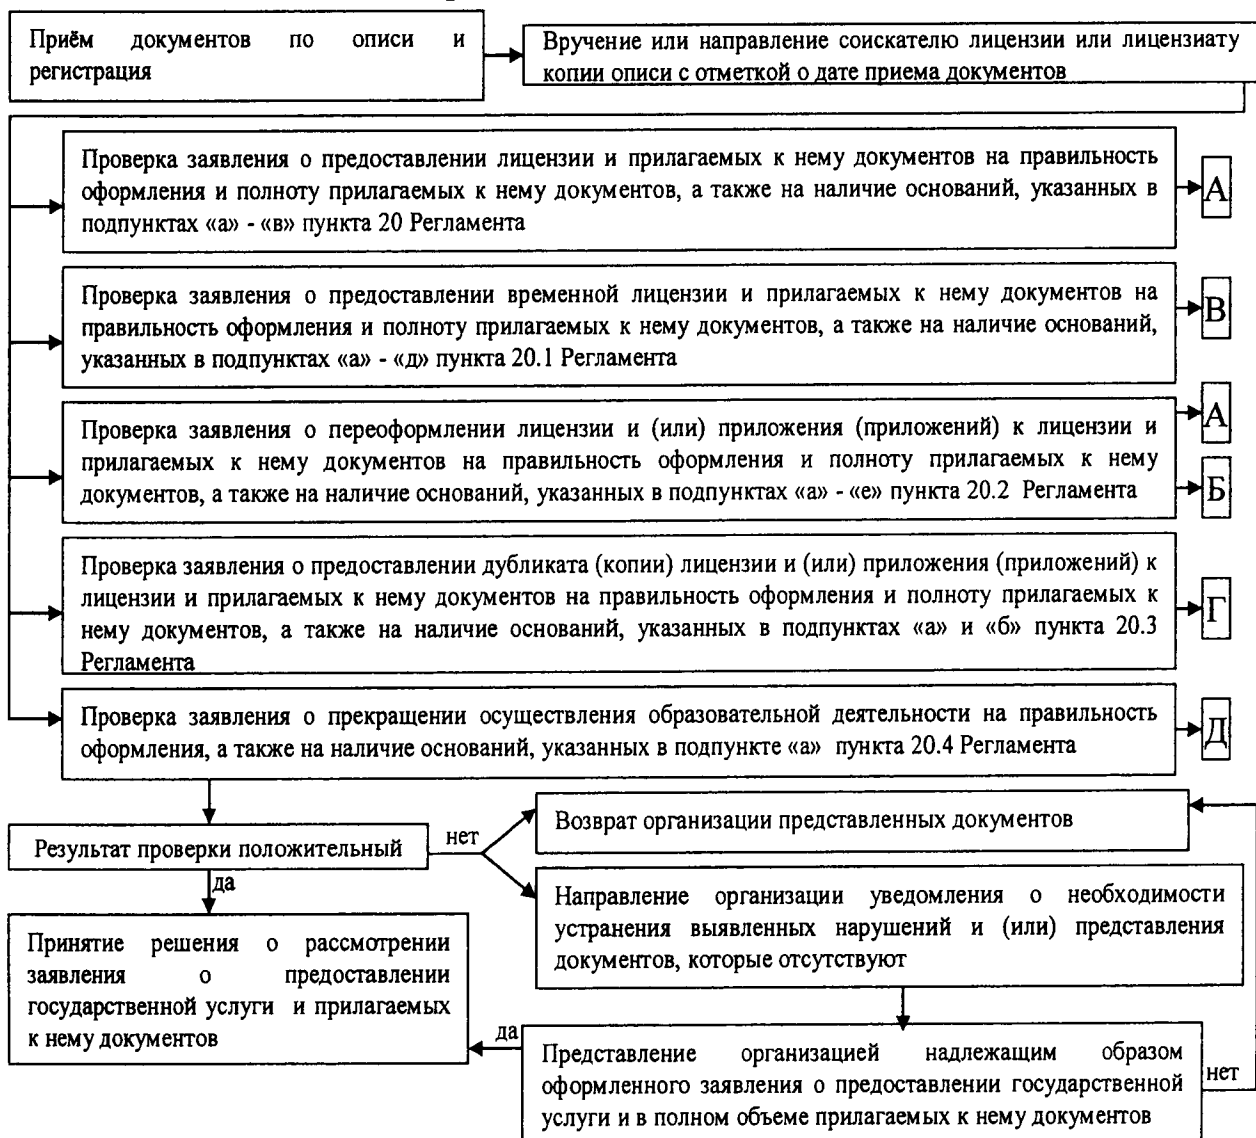 Приём документов по описи и
регистрация
Вручение или направление соискателю лицензии или лицензиату
копии описи с отметкой о дате приема документов
Проверка заявления о предоставлении лицензии и прилагаемых к нему документов на правильность
оформления и полноту прилагаемых к нему документов, а также на наличие оснований, указанных в
подпунктах «а» - «в» пункта 20 Регламента
А
Проверка заявления о предоставлении временной лицензии и прилагаемых к нему документов на
правильность оформления и полноту прилагаемых к нему документов, а также на наличие оснований,
указанных в подпунктах «а» - «д» пункта 20.1 Регламента
В
Проверка заявления о переоформлении лицензии и (или) приложения (приложений) к лицензии и
прилагаемых к нему документов на правильность оформления и полноту прилагаемых к нему
документов, а также на наличие оснований, указанных в подпунктах «а» - «е» пункта 20.2 Регламента
А
Б
Проверка заявления о предоставлении дубликата (копии) лицензии и (или) приложения (приложений) к
лицензии и прилагаемых к нему документов на правильность оформления и полноту прилагаемых к
нему документов, а также на наличие оснований, указанных в подпунктах «а» и «б» пункта 20.3
Регламента
Г
Проверка заявления о прекращении осуществления образовательной деятельности на правильность
оформления, а также на наличие оснований, указанных в подпункте «а» пункта 20.4 Регламента
Д
Результат проверки положительный
нет
Возврат организации представленных документов
да
Направление организации уведомления о необходимости
устранения выявленных нарушений и (или) представления
документов, которые отсутствуют
Принятие решения о рассмотрении
заявления о предоставлении
государственной услуги и прилагаемых
к нему документов
да
Представление организацией надлежащим образом
оформленного заявления о предоставлении государственной
услуги и в полном объеме прилагаемых к нему документов
нет